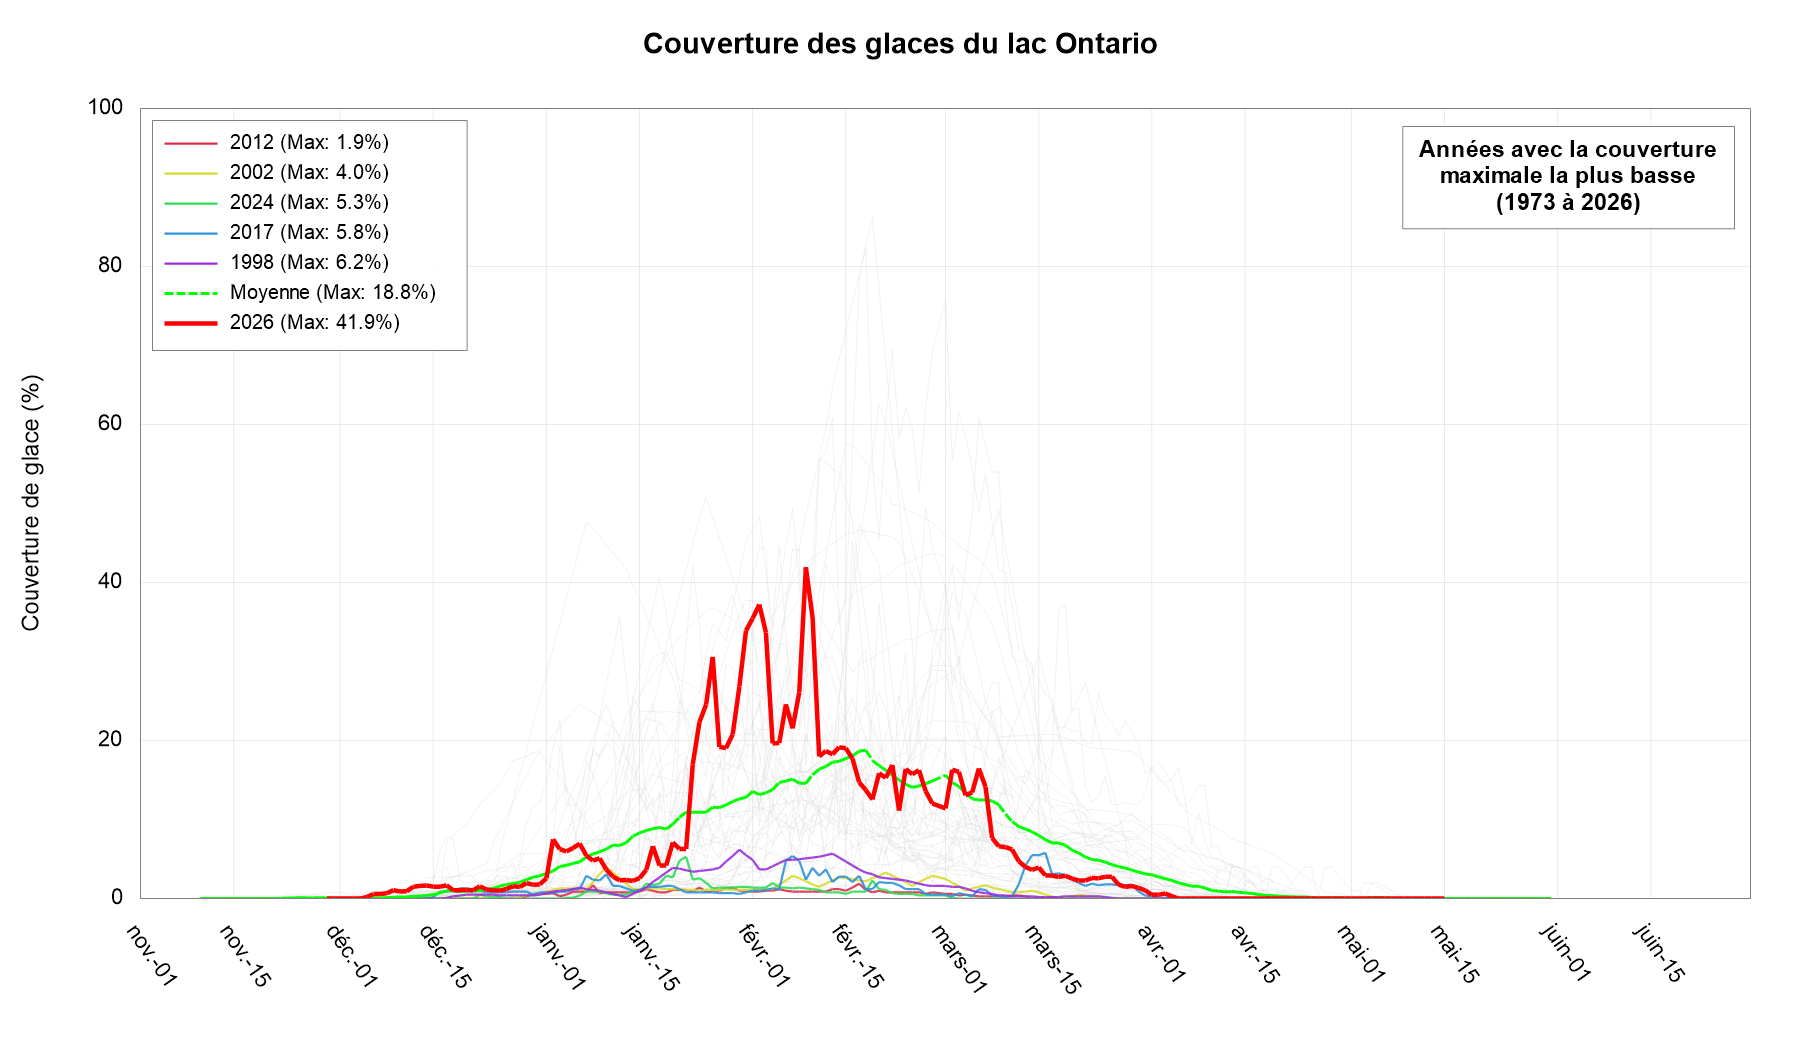 Couverture des glaces du lac Ontario
100
80
60
40
20
0
Couverture de glace (%)
2012 (Max: 1.9%)
2002 (Max: 4.0%)
2024 (Max: 5.3%)
2017 (Max: 5.8%)
1998 (Max: 6.2%)
Moyenne (Max: 18.8%)
2026 (Max: 41.9%)
Années avec la couverture
maximale la plus basse
(1973 à 2026)
nov.-01
nov.-15
déc.-01
déc.-15
janv.-01
janv.-15
févr.-01
févr.-15
mars-01
mars-15
avr.-01
avr.-15
mai-01
mai-15
juin-01
juin-15